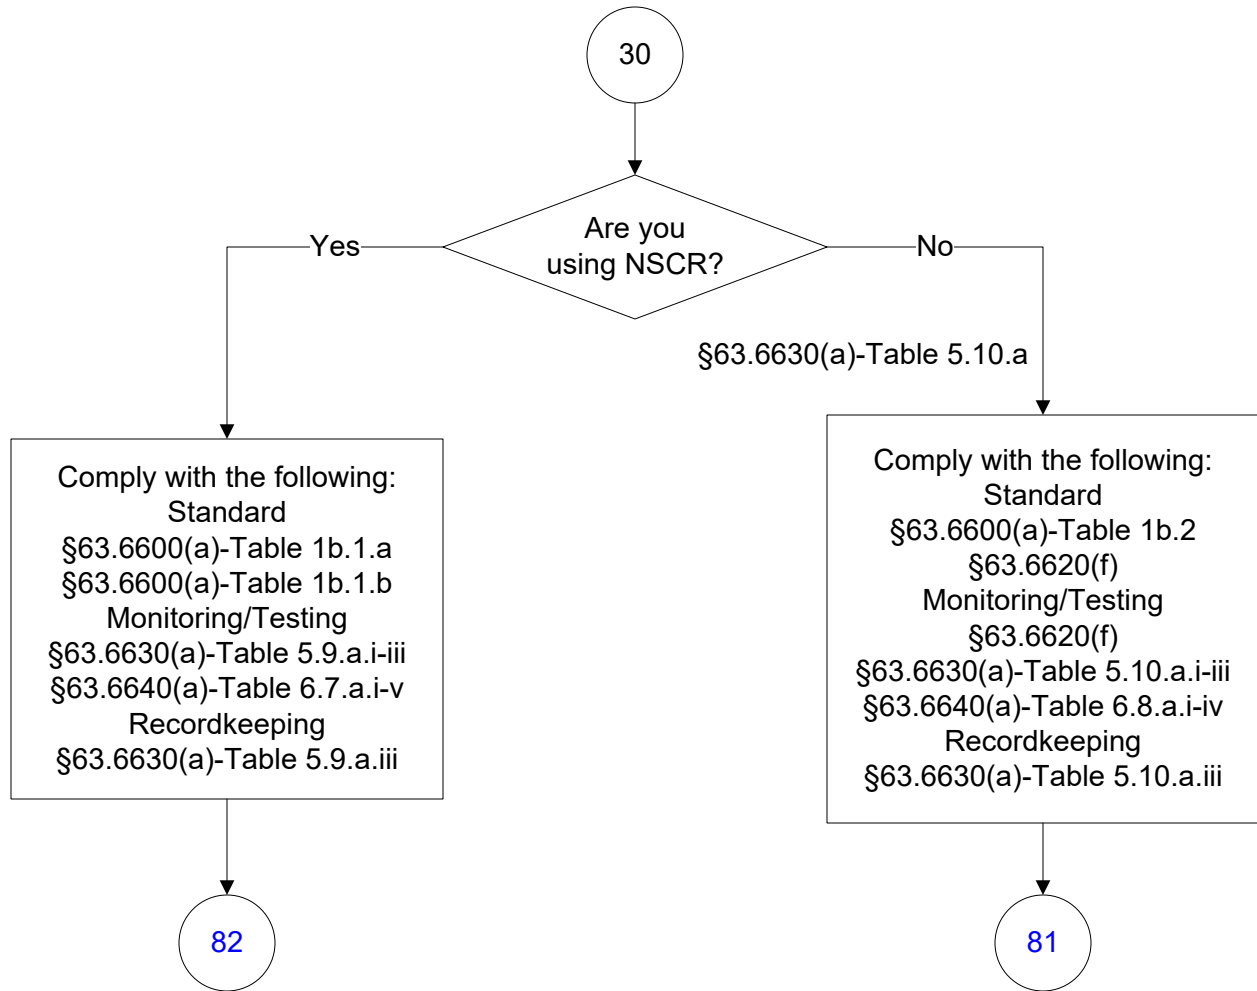 30
Are you
using NSCR?
Yes
No
§63.6630(a)-Table 5.10.a
Comply with the following:
Standard
§63.6600(a)-Table 1b.1.a
§63.6600(a)-Table 1b.1.b
Monitoring/Testing
§63.6630(a)-Table 5.9.a.i-iii
§63.6640(a)-Table 6.7.a.i-v
Recordkeeping
§63.6630(a)-Table 5.9.a.iii
Comply with the following:
Standard
§63.6600(a)-Table 1b.2
§63.6620(f)
Monitoring/Testing
§63.6620(f)
§63.6630(a)-Table 5.10.a.i-iii
§63.6640(a)-Table 6.8.a.i-iv
Recordkeeping
§63.6630(a)-Table 5.10.a.iii
82
81